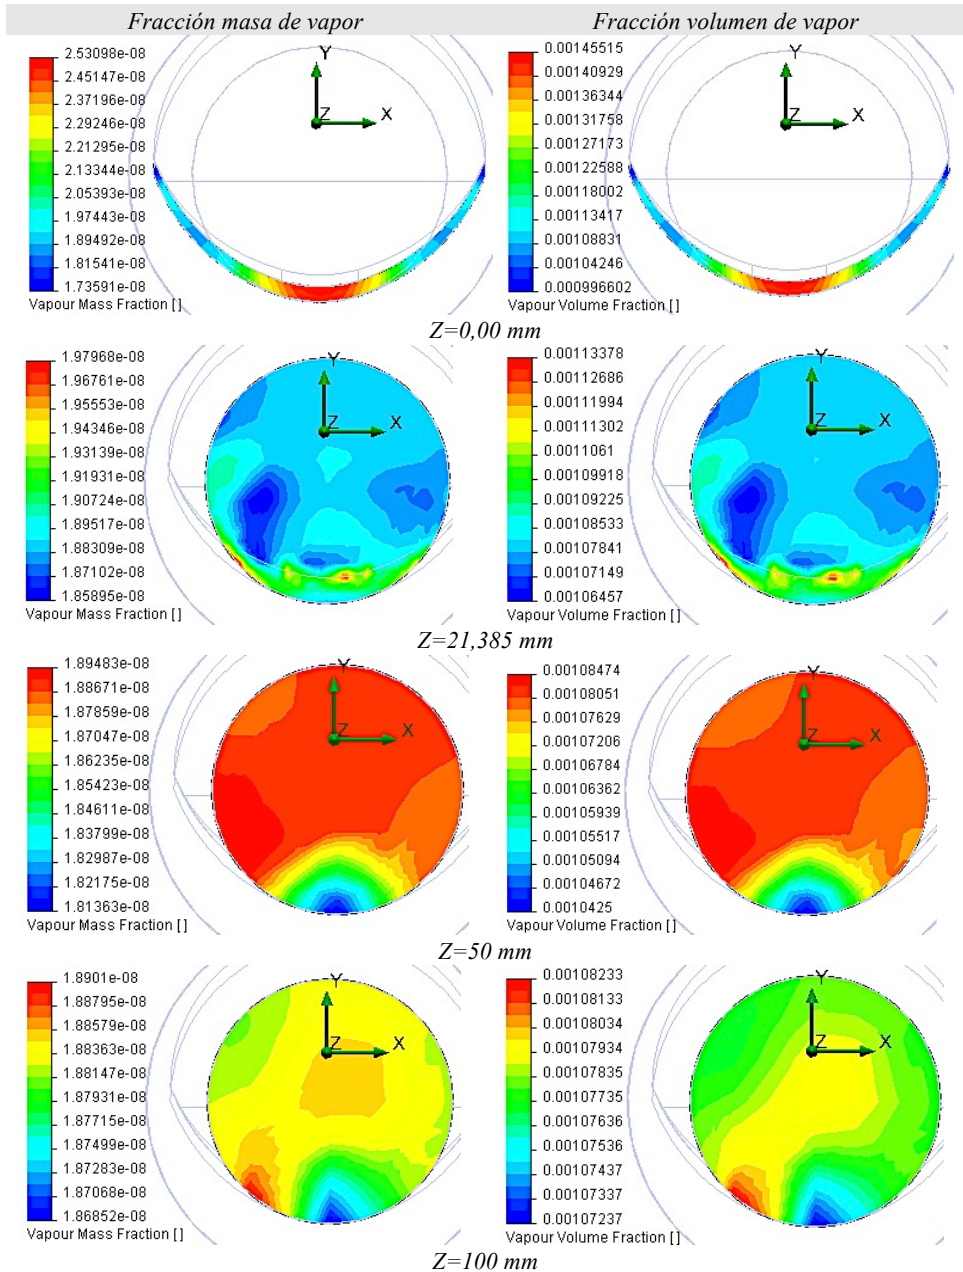 Fracción masa de vapor
Fracción volumen de vapor
2.53098e-08
2.45147e-08
2.37196e-08
2.29246e-08
2.21295e-08
2.13344e-08
2.05393e-08
1.97443e-08
1.89492e-08
1.81541e-08
1.73591e-08
Vapour Mass Fraction [ ]
Y
Z
X
0.00145515
0.00140929
0.00136344
0.00131758
0.00127173
0.00122588
0.00118002
0.00113417
0.00108831
0.00104246
0.000996602
Vapour Volume Fraction [ ]
Y
Z
X
Z=0,00 mm
1.97968e-08
1.96761e-08
1.95553e-08
1.94346e-08
1.93139e-08
1.91931e-08
1.90724e-08
1.89517e-08
1.88309e-08
1.87102e-08
1.85895e-08
Vapour Mass Fraction [ ]
Y
Z
X
0.00113378
0.00112686
0.00111994
0.00111302
0.0011061
0.00109918
0.00109225
0.00108533
0.00107841
0.00107149
0.00106457
Vapour Volume Fraction [ ]
Y
Z
X
Z=21,385 mm
1.89483e-08
1.88671e-08
1.87859e-08
1.87047e-08
1.86235e-08
1.85423e-08
1.84611e-08
1.83799e-08
1.82987e-08
1.82175e-08
1.81363e-08
Vapour Mass Fraction [ ]
Y
Z
X
0.00108474
0.00108051
0.00107629
0.00107206
0.00106784
0.00106362
0.00105939
0.00105517
0.00105094
0.00104672
0.0010425
Vapour Volume Fraction [ ]
Y
Z
X
Z=50 mm
1.8901e-08
1.88795e-08
1.88579e-08
1.88363e-08
1.88147e-08
1.87931e-08
1.87715e-08
1.87499e-08
1.87283e-08
1.87068e-08
1.86852e-08
Vapour Mass Fraction [ ]
Y
Z
X
0.00108233
0.00108133
0.00108034
0.00107934
0.00107835
0.00107735
0.00107636
0.00107536
0.00107437
0.00107337
0.00107237
Vapour Volume Fraction [ ]
Y
Z
X
Z=100 mm